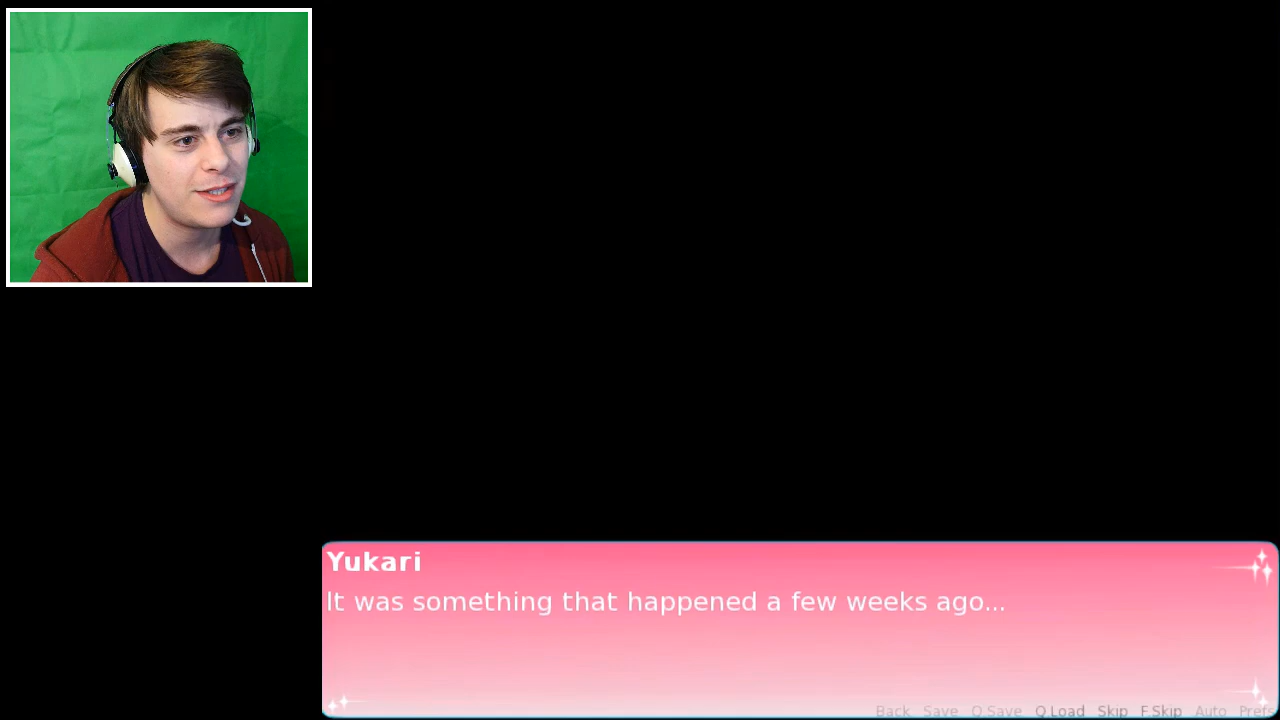 Yukari
It was something that happened a few weeks ago...
Back Save Q.Save Q.Load Skip F.Skip Auto Prefs